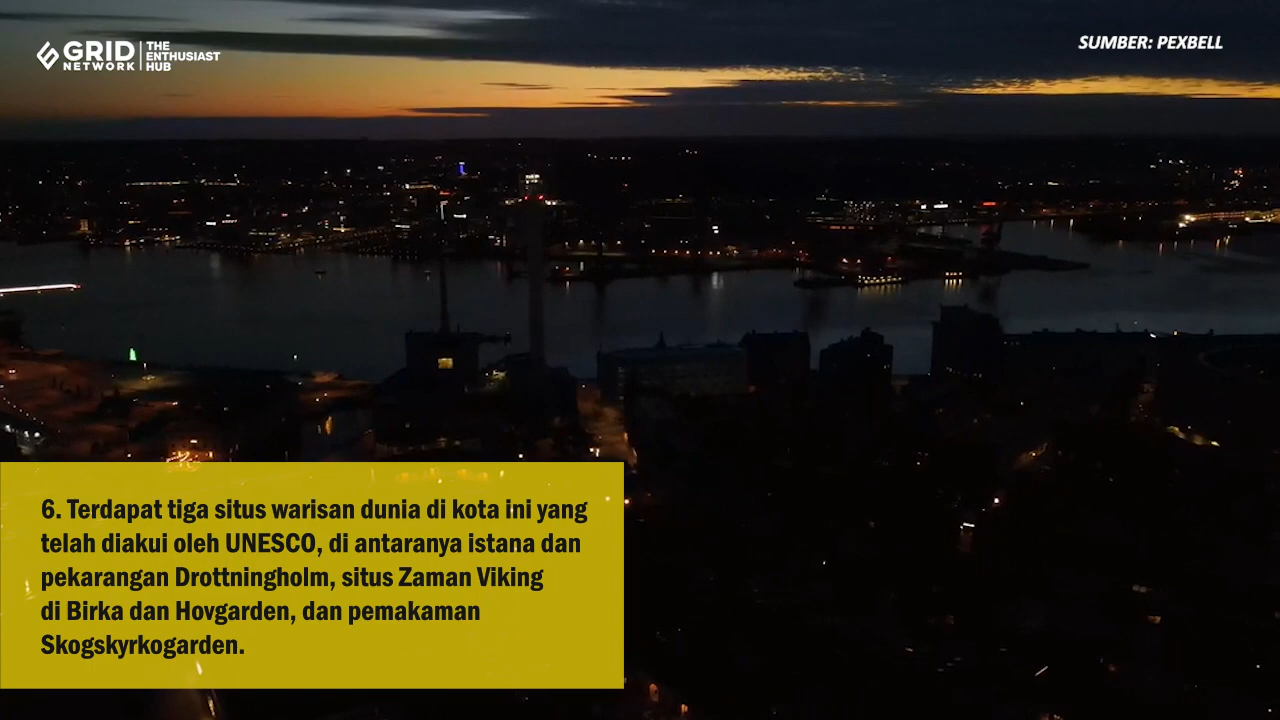 GRID NETWORK THE ENTHUSIAST HUB
SUMBER: PEXBELL
6. Terdapat tiga situs warisan dunia di kota ini yang
telah diakui oleh UNESCO, di antaranya istana dan
pekarangan Drottningholm, situs Zaman Viking
di Birka dan Hovgarden, dan pemakaman
Skogskyrkogarden.